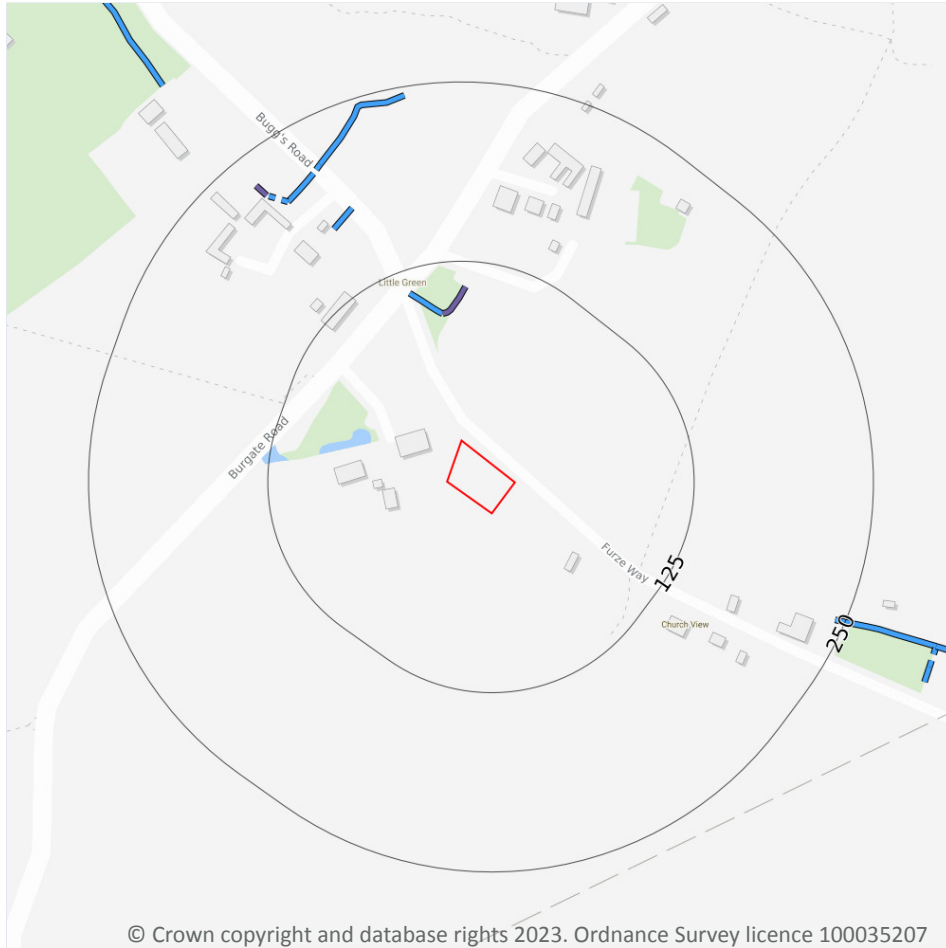 Bugg's Road
Little Green
Burgate Road
Furze Way
125
Church View
250
© Crown copyright and database rights 2023. Ordnance Survey licence 100035207